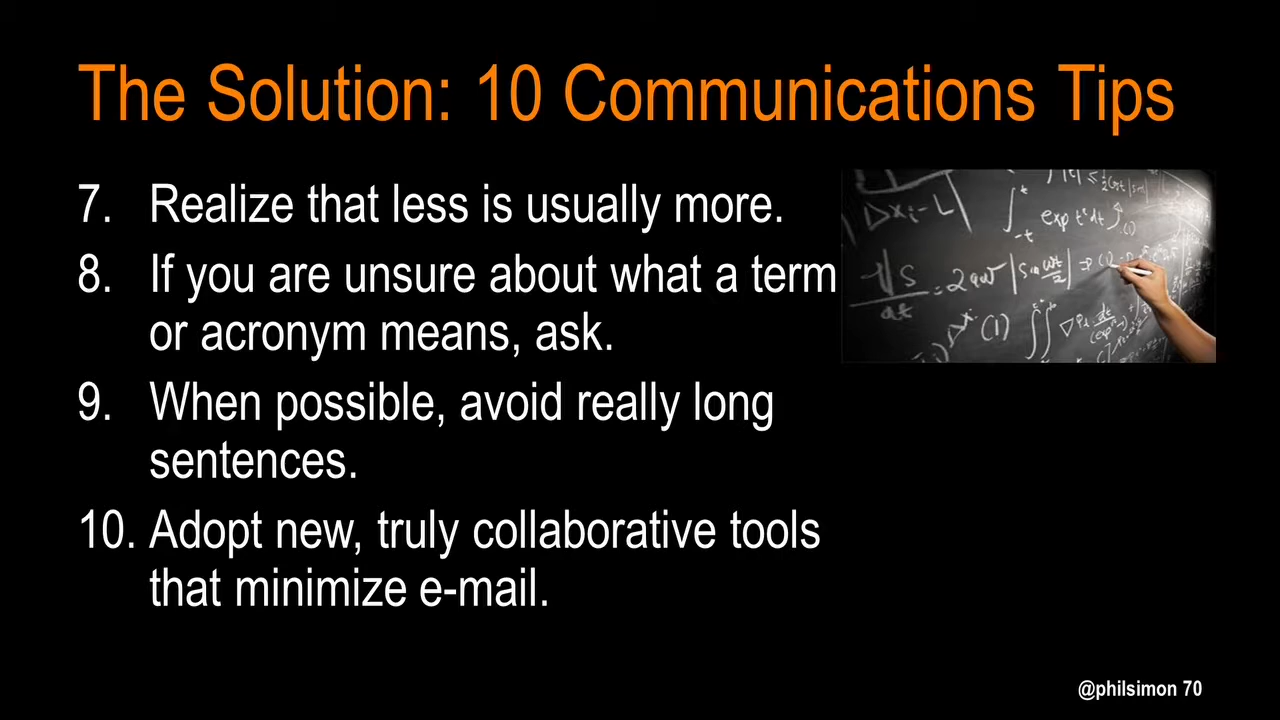 The Solution: 10 Communications Tips
7. Realize that less is usually more.
8. If you are unsure about what a term
or acronym means, ask.
9. When possible, avoid really long
sentences.
10. Adopt new, truly collaborative tools
that minimize e-mail.
@philsimon 70